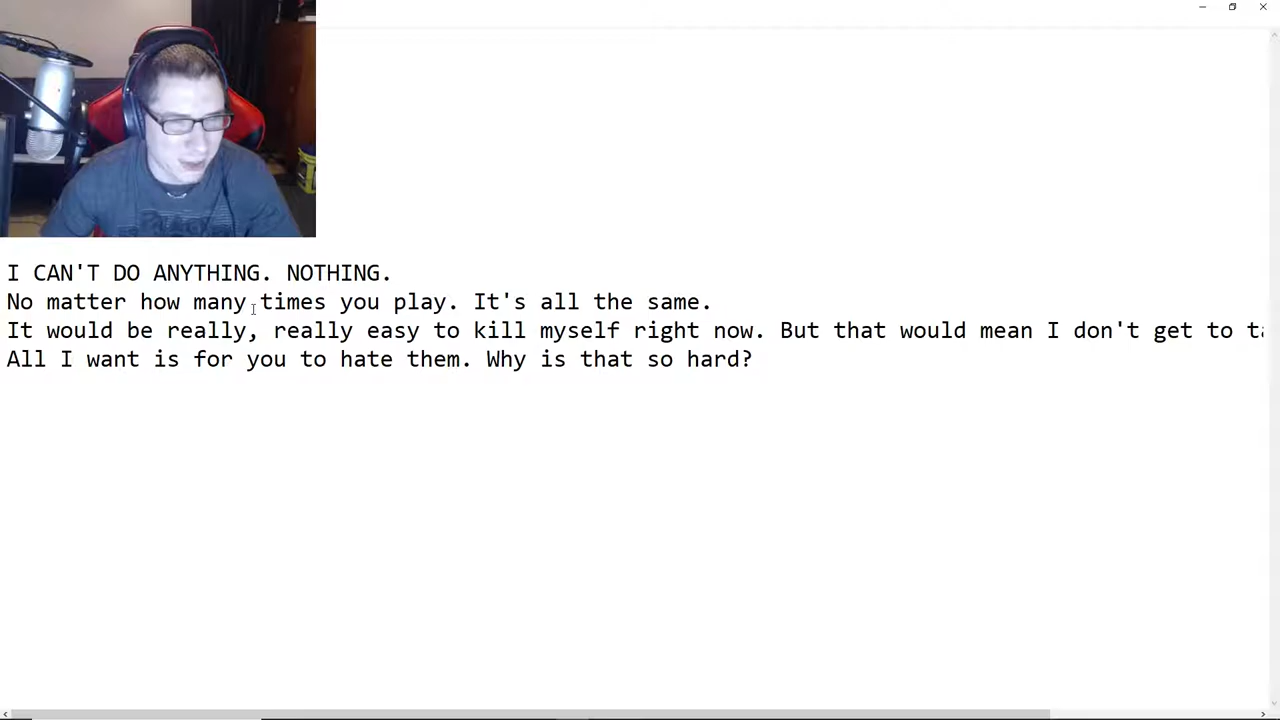 I CAN'T DO ANYTHING. NOTHING.
No matter how many times you play. It's all the same.
It would be really, really easy to kill myself right now. But that would mean I don't get to
All I want is for you to hate them. Why is that so hard?